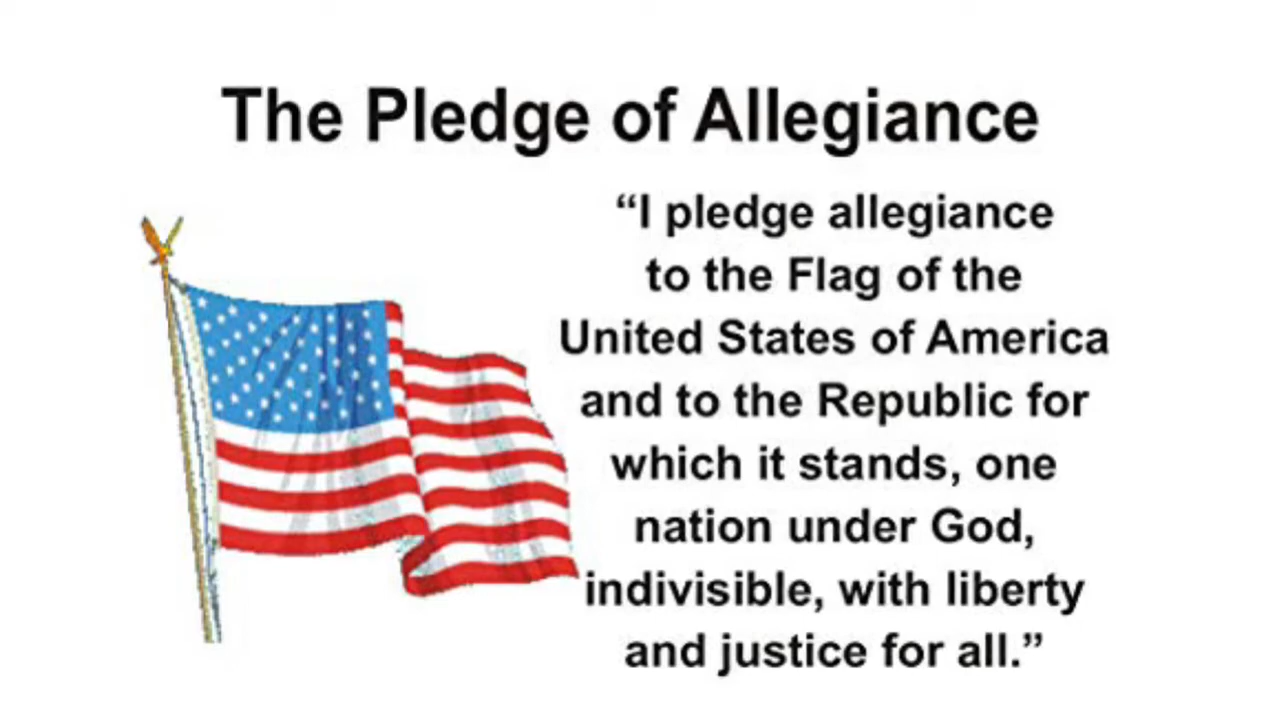 The Pledge of Allegiance
“I pledge allegiance
to the Flag of the
United States of America
and to the Republic for
which it stands, one
nation under God,
indivisible, with liberty
and justice for all.”